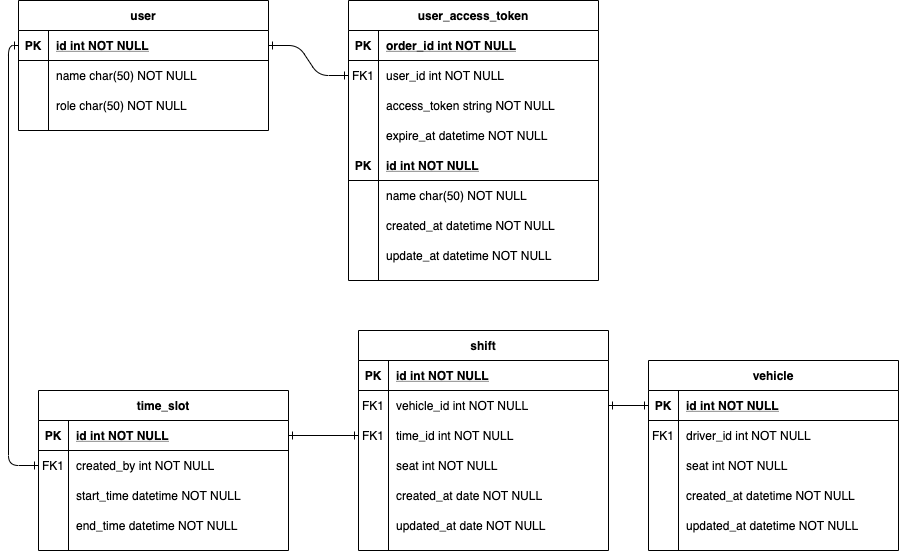 user
PK id int NOT NULL
name char(50) NOT NULL
role char(50) NOT NULL
user_access_token
PK order_id int NOT NULL
FK1 user_id int NOT NULL
access_token string NOT NULL
expire_at datetime NOT NULL
PK id int NOT NULL
name char(50) NOT NULL
created_at datetime NOT NULL
update_at datetime NOT NULL
time_slot
PK id int NOT NULL
FK1 created_by int NOT NULL
start_time datetime NOT NULL
end_time datetime NOT NULL
shift
PK id int NOT NULL
FK1 vehicle_id int NOT NULL
FK1 time_id int NOT NULL
seat int NOT NULL
created_at date NOT NULL
updated_at date NOT NULL
vehicle
PK id int NOT NULL
FK1 driver_id int NOT NULL
seat int NOT NULL
created_at datetime NOT NULL
updated_at datetime NOT NULL